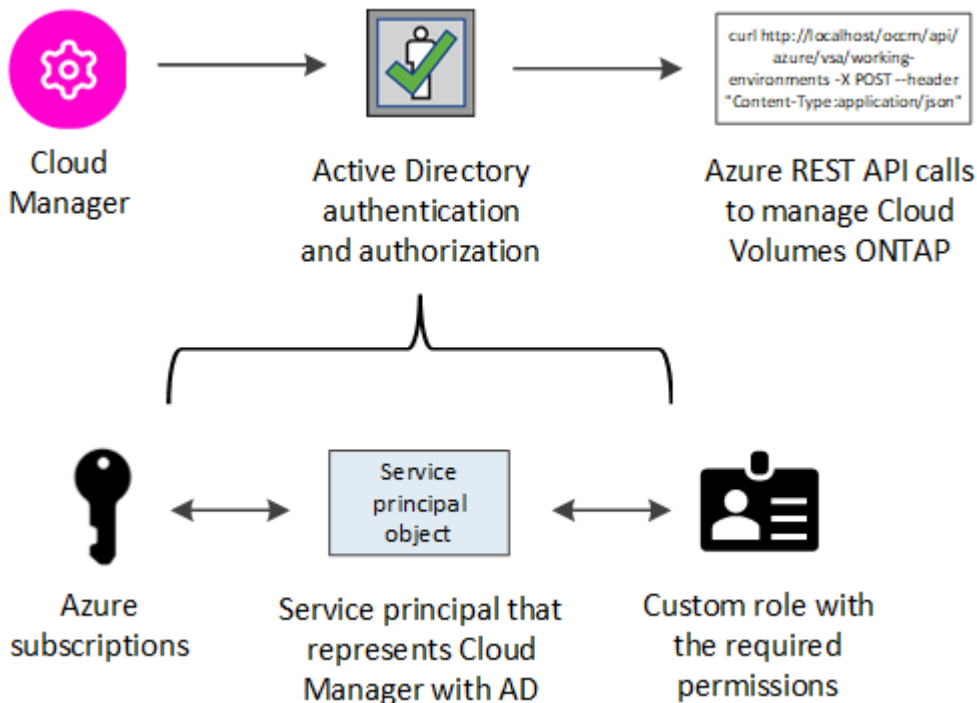 curl http://localhost/occm/api/
azure/vsa/working-
environments -X POST --header
"Content-Type:application/json"
Cloud
Manager
Active Directory
authentication
and authorization
Azure REST API calls
to manage Cloud
Volumes ONTAP
Service
principal
object
Azure
subscriptions
Service principal that
represents Cloud
Manager with AD
Custom role with
the required
permissions